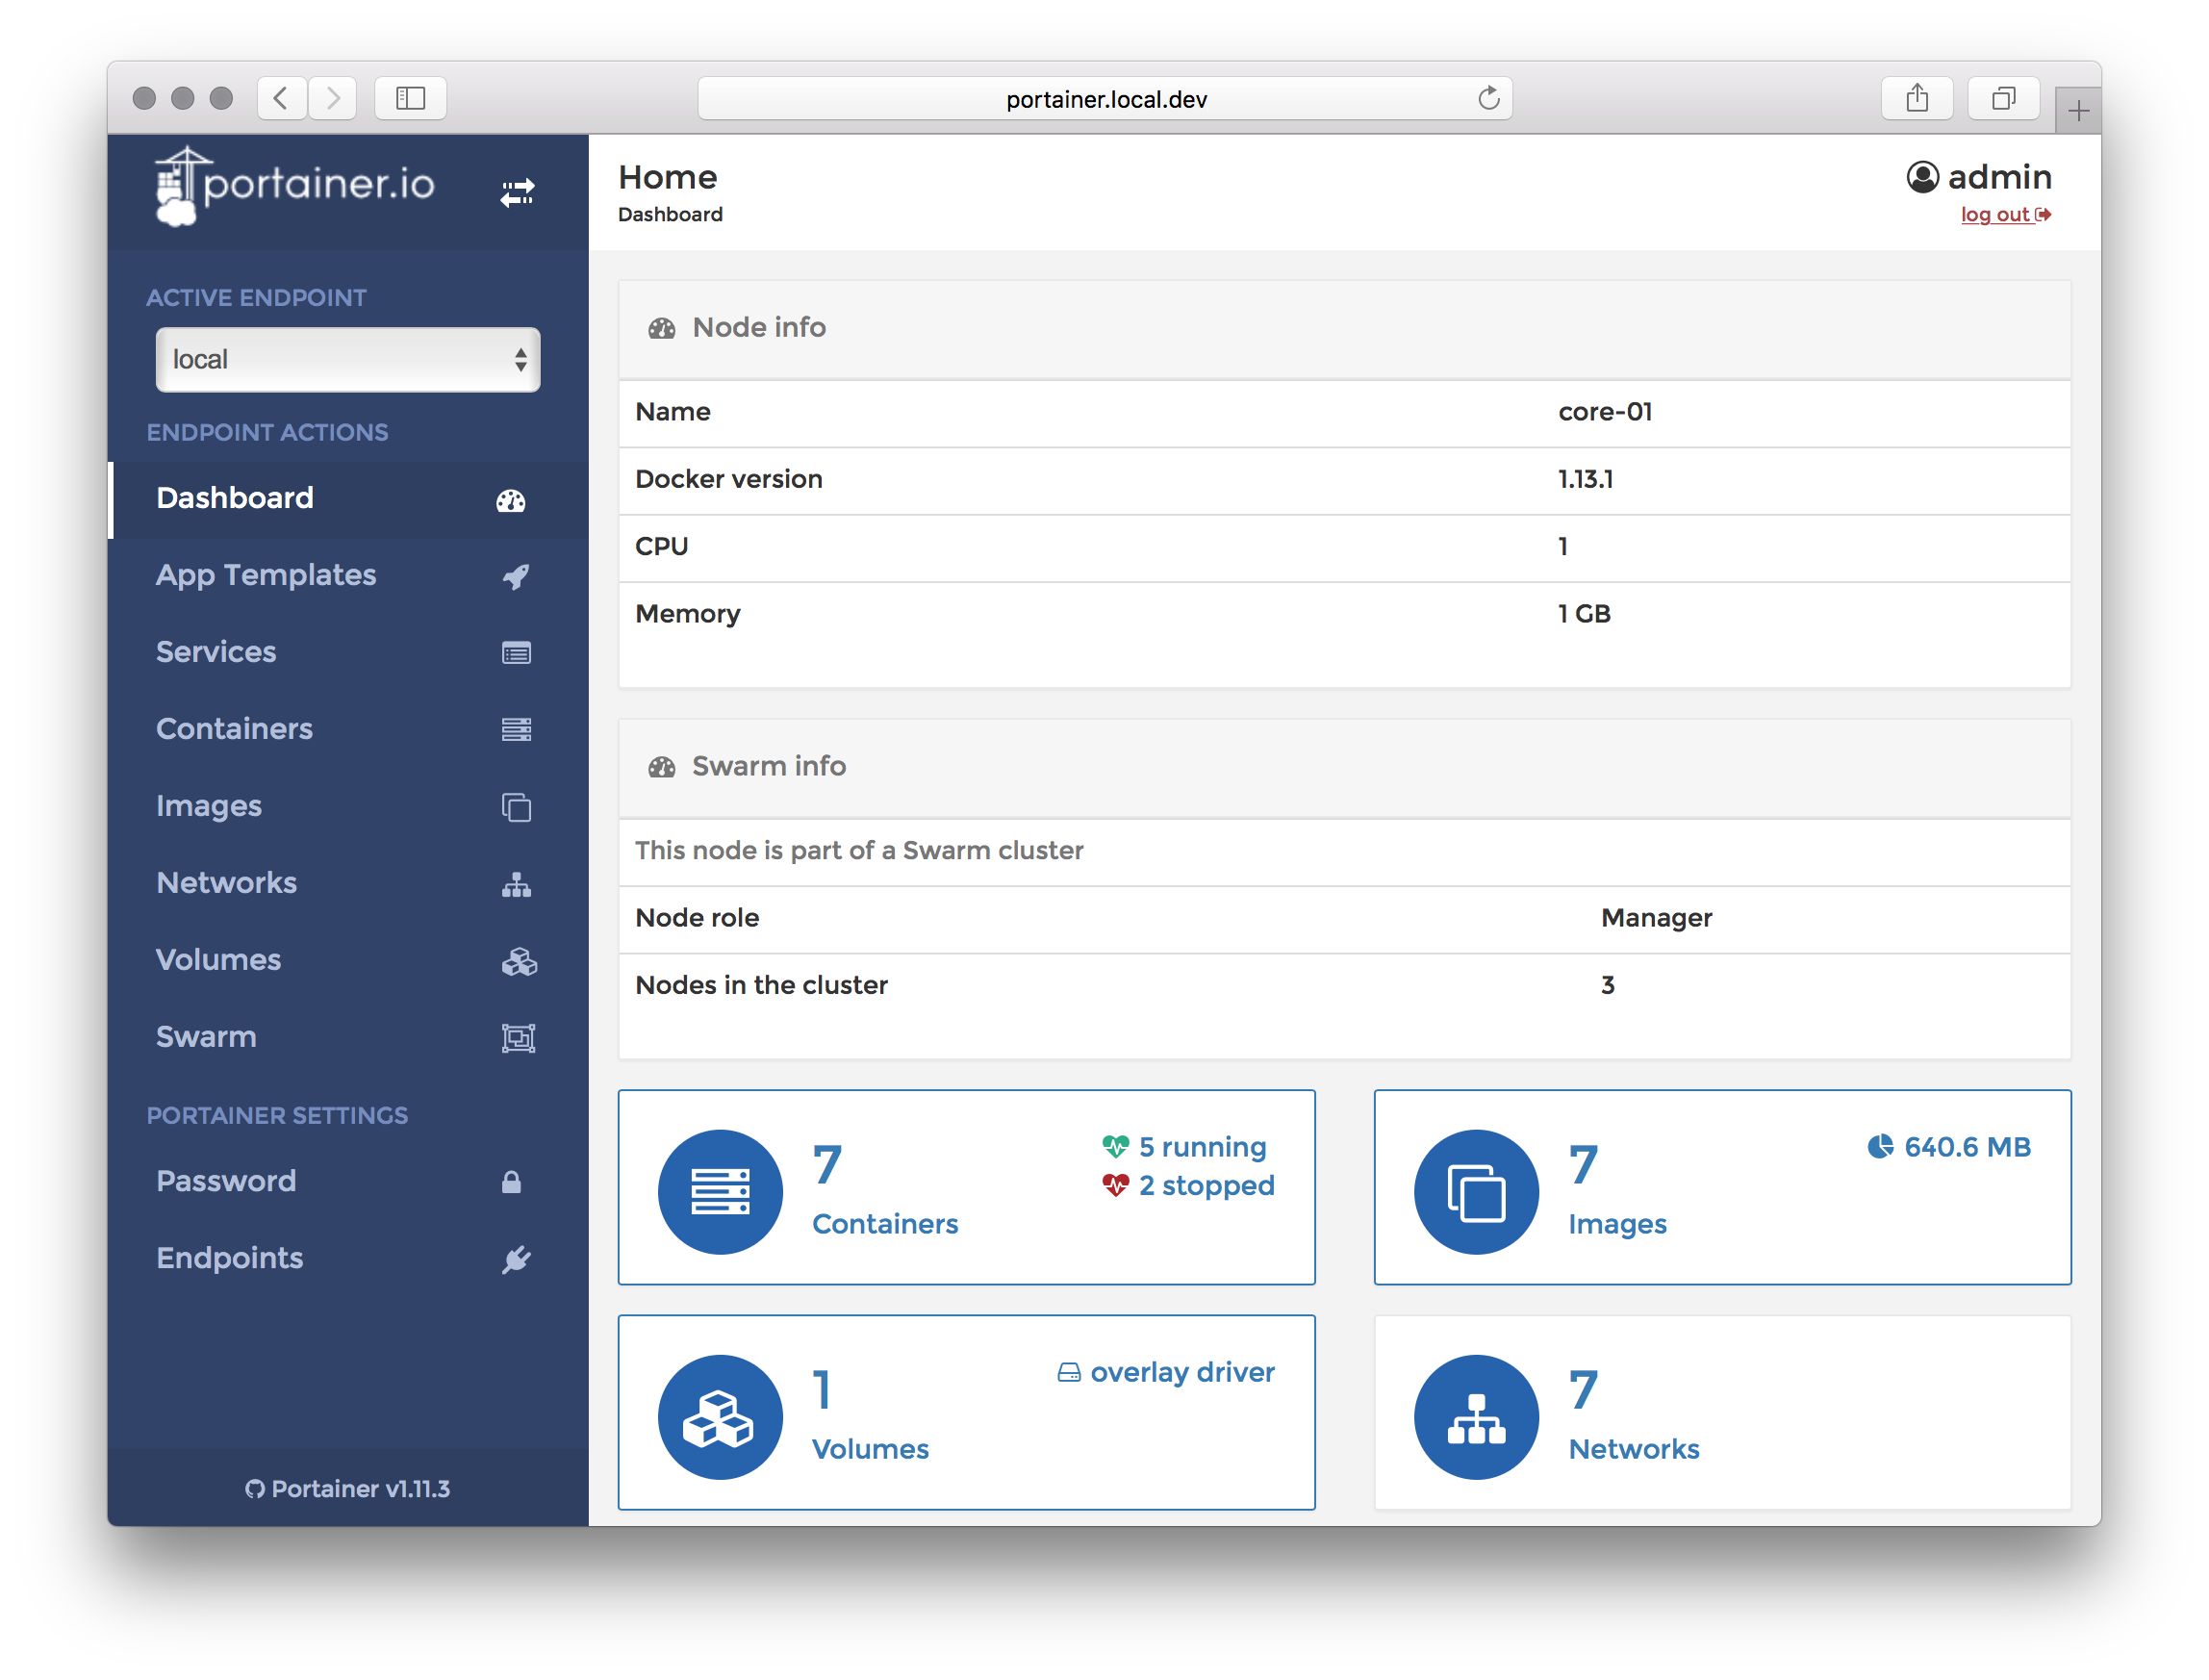 portainer.local.dev
portainer.io
Home
Dashboard
admin
log out
ACTIVE ENDPOINT
local
ENDPOINT ACTIONS
Dashboard
App Templates
Services
Containers
Images
Networks
Volumes
Swarm
PORTAINER SETTINGS
Password
Endpoints
Portainer v1.11.3
Node info
Name core-01
Docker version 1.13.1
CPU 1
Memory 1 GB
Swarm info
This node is part of a Swarm cluster
Node role Manager
Nodes in the cluster 3
7
Containers
5 running
2 stopped
7
Images
640.6 MB
1
Volumes
overlay driver
7
Networks